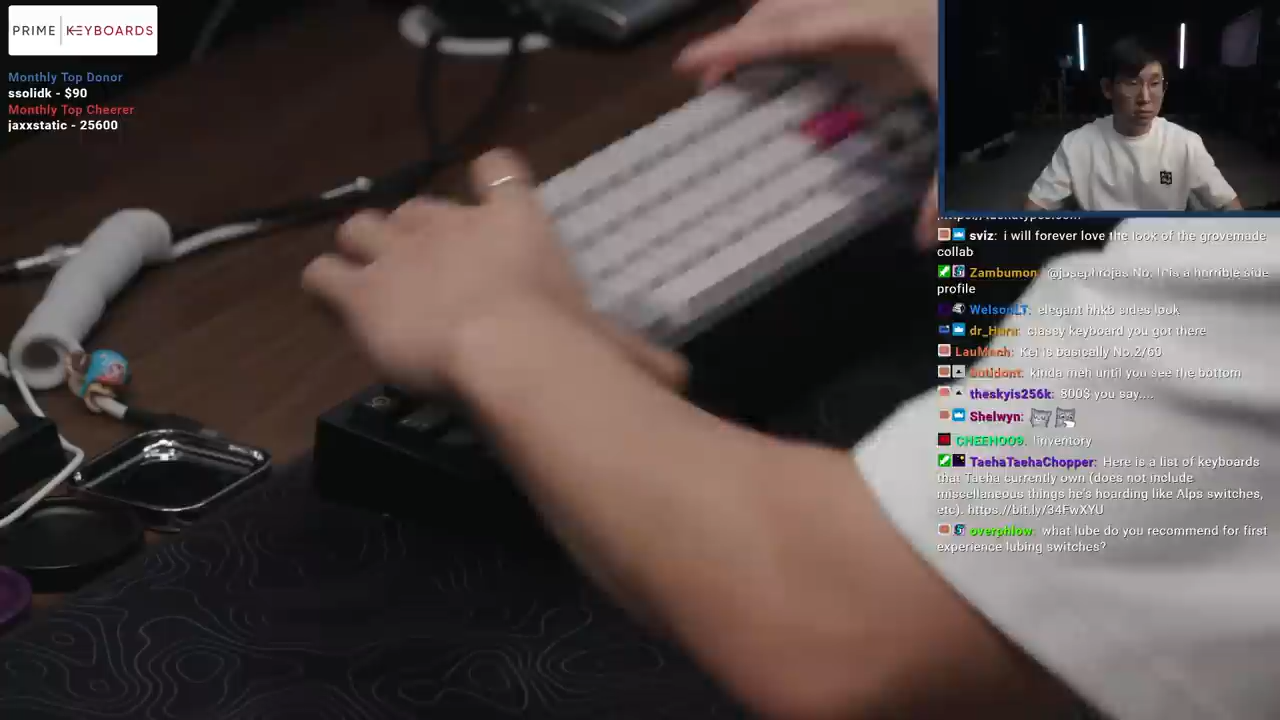 PRIME KEYBOARDS
Monthly Top Donor
ssolidk - $90
Monthly Top Cheerer
jaxxstatic - 25600
sviz: i will forever love the look of the grovemade
collab
Zambumon: @josephrojas No. It is a horrible side
profile
WelsonLT: elegant hhkb sides look
classy keyboard you got there
LauMach: Kei is basically No.2/60
kinda meh until you see the bottom
theskyis256k: 800$ you say....
Shelwyn:
CHEEN009: !inventory
TaehaTaehaChopper: Here is a list of keyboards
that Taeha currently own (does not include
miscellaneous things he's hoarding like Alps switches,
etc). https://bit.ly/34FwXYU
overphlow: what lube do you recommend for first
experience lubing switches?